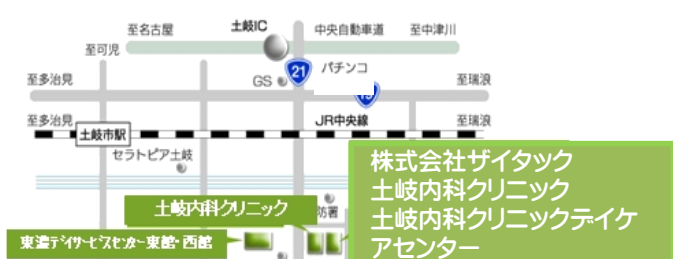 至名古屋
土岐IC
中央自動車道
至中津川
至可児
21
パチンコ
GS
至多治見
至瑞浪
19
至多治見
JR中央線
至瑞浪
土岐市駅
セラトピア土岐
株式会社ザイタック
土岐内科クリニック
土岐内科クリニックデイケ
アセンター
土岐内科クリニック
防署
東濃デイサービスセンター東館・西館